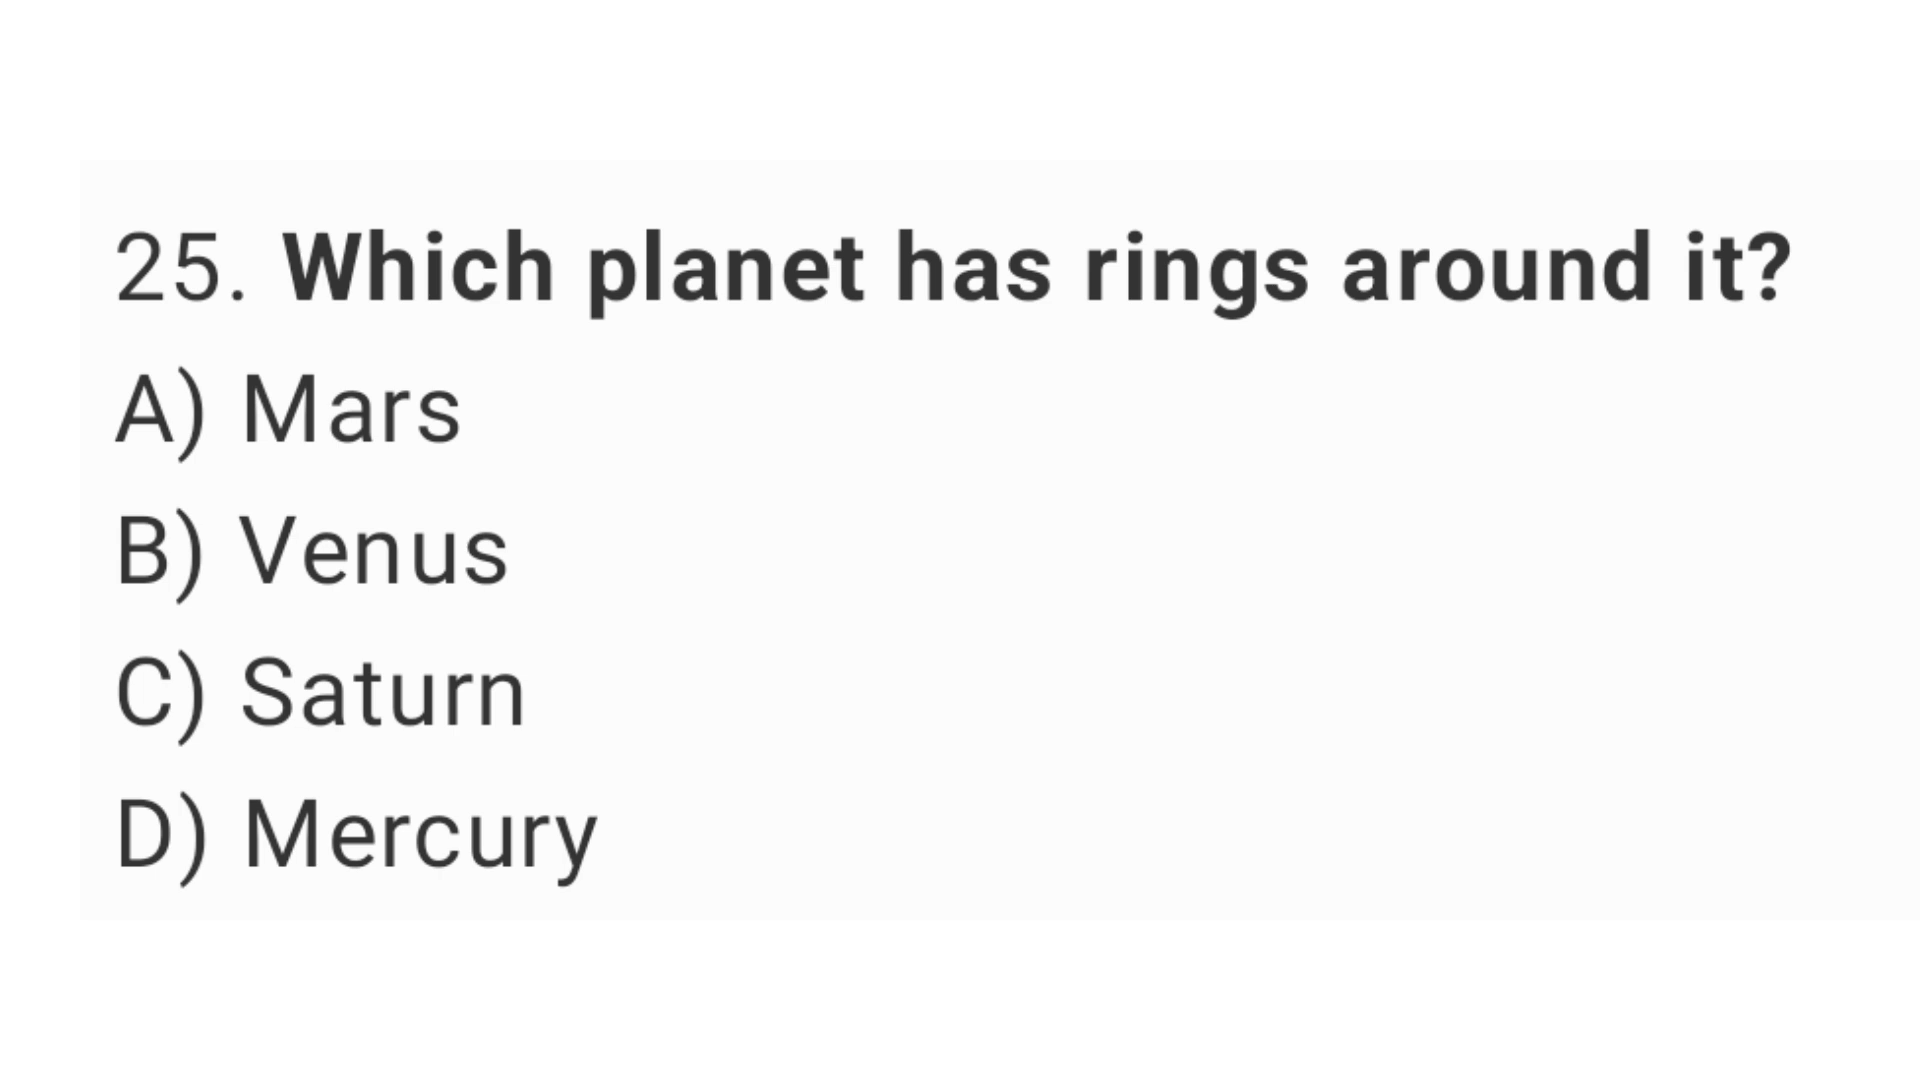 25. Which planet has rings around it?
A) Mars
B) Venus
C) Saturn
D) Mercury